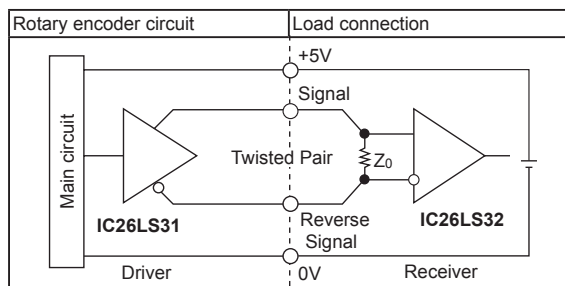 Rotary encoder circuit
Load connection
+5V
Signal
Main circuit
Twisted Pair
Z0
IC26LS31
IC26LS32
Reverse
Signal
Driver
0V
Receiver